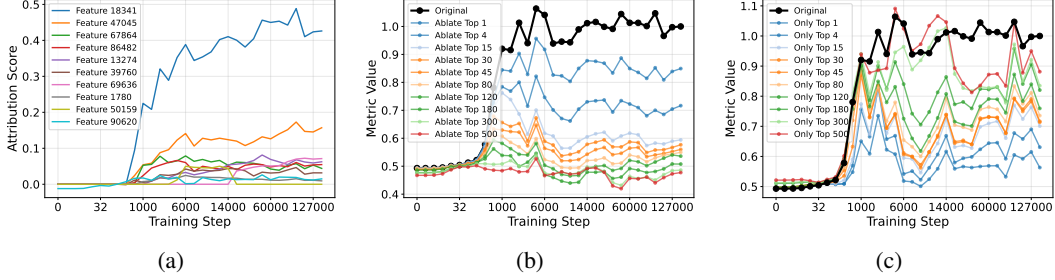 0.5
0.4
0.3
0.2
0.1
0.0
Attribution Score
Feature 18341
Feature 47045
Feature 67864
Feature 86482
Feature 13274
Feature 39760
Feature 69636
Feature 1780
Feature 50159
Feature 90620
0 32 1000 6000 14000 60000 127000
Training Step
(a)
1.0
0.9
0.8
0.7
0.6
0.5
0.4
Metric Value
Original
Ablate Top 1
Ablate Top 4
Ablate Top 15
Ablate Top 30
Ablate Top 45
Ablate Top 80
Ablate Top 120
Ablate Top 180
Ablate Top 300
Ablate Top 500
0 32 1000 6000 14000 60000 127000
Training Step
(b)
1.1
1.0
0.9
0.8
0.7
0.6
0.5
Metric Value
Original
Only Top 1
Only Top 4
Only Top 15
Only Top 30
Only Top 45
Only Top 80
Only Top 120
Only Top 180
Only Top 300
Only Top 500
0 32 1000 6000 14000 60000 127000
Training Step
(c)